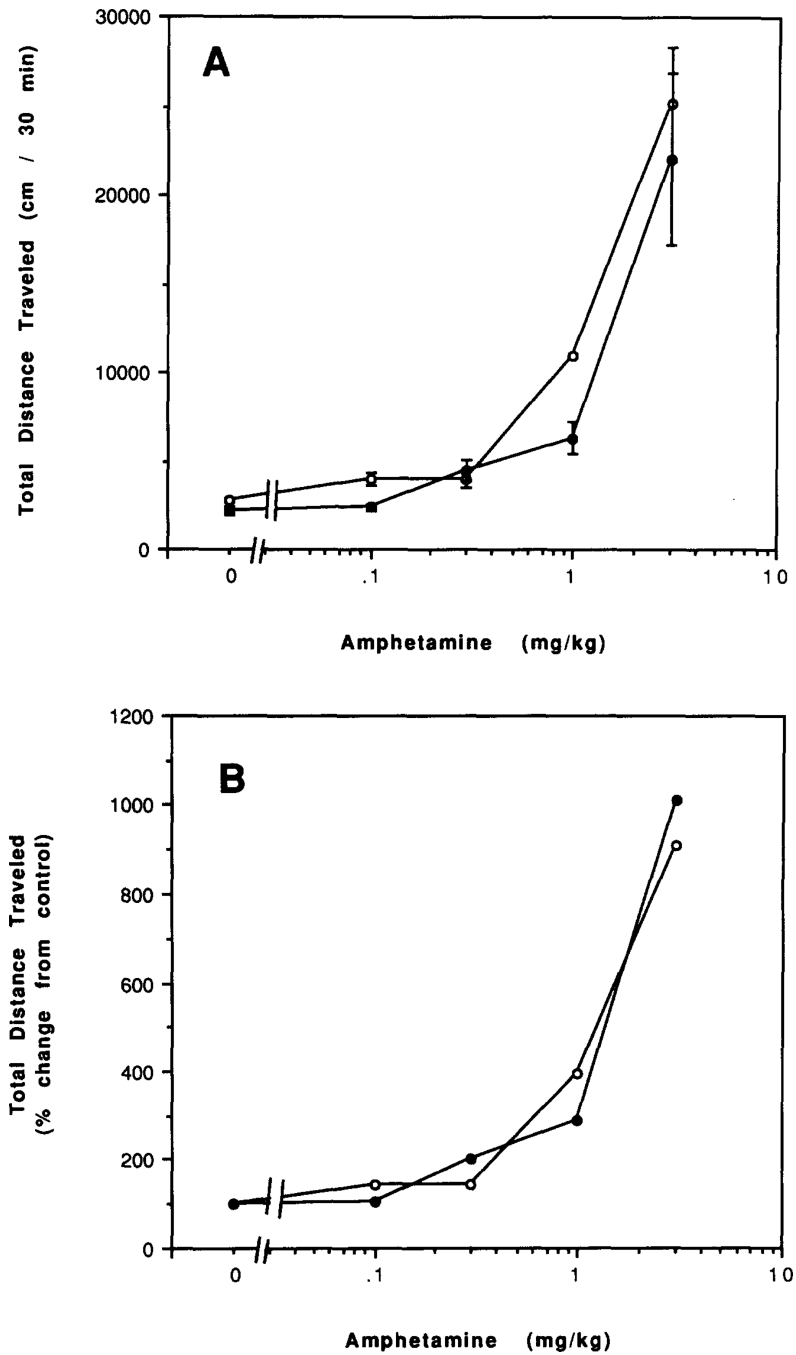 30000
A
20000
10000
0
0 .1 1 10
Total Distance Traveled (cm / 30 min)
Amphetamine (mg/kg)
1200
B
1000
800
600
400
200
0
0 .1 1 10
Total Distance Traveled
(% change from control)
Amphetamine (mg/kg)